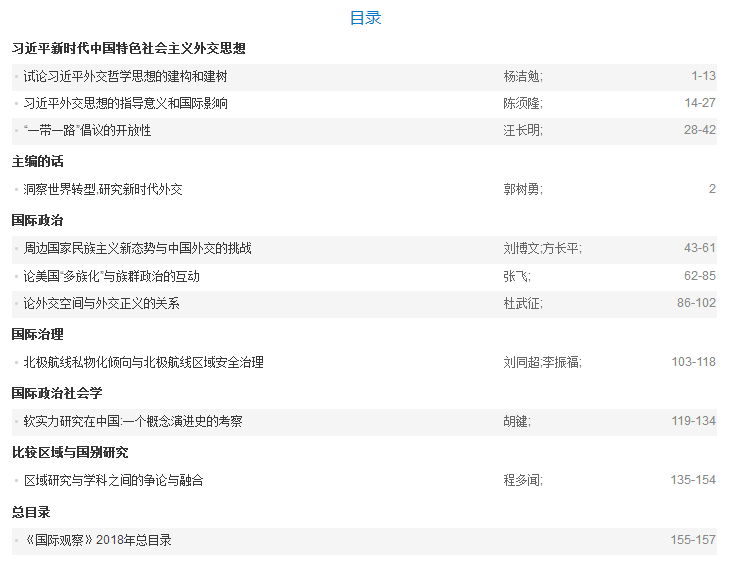 目录
习近平新时代中国特色社会主义外交思想
试论习近平外交哲学思想的建构和建树 杨洁勉; 1-13
习近平外交思想的指导意义和国际影响 陈须隆; 14-27
“一带一路”倡议的开放性 汪长明; 28-42
主编的话
洞察世界转型,研究新时代外交 郭树勇; 2
国际政治
周边国家民族主义新态势与中国外交的挑战 刘博文;方长平; 43-61
论美国“多族化”与族群政治的互动 张飞; 62-85
论外交空间与外交正义的关系 杜武征; 86-102
国际治理
北极航线私物化倾向与北极航线区域安全治理 刘同超;李振福; 103-118
国际政治社会学
软实力研究在中国:一个概念演进史的考察 胡键; 119-134
比较区域与国别研究
区域研究与学科之间的争论与融合 程多闻; 135-154
总目录
《国际观察》2018年总目录 155-157